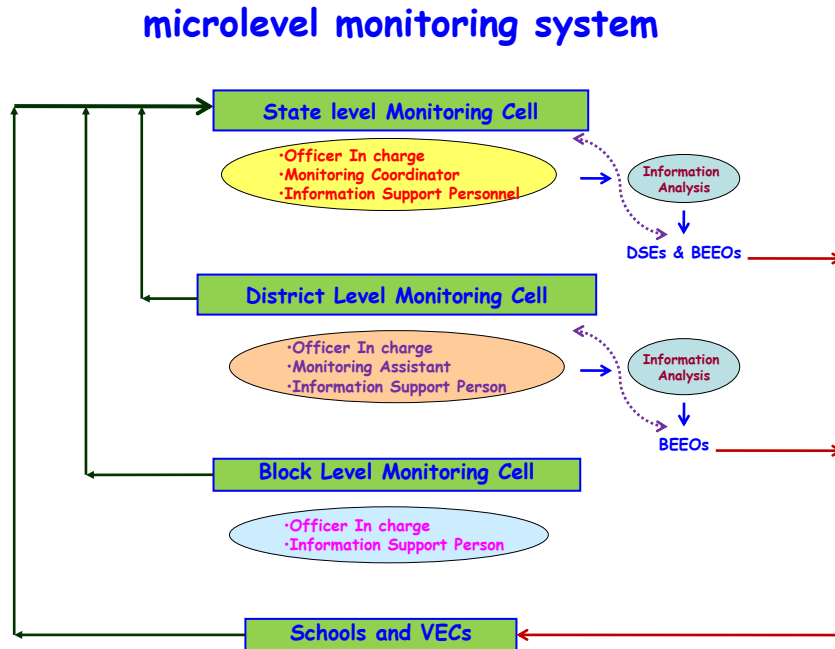 microlevel monitoring system
State level Monitoring Cell
•Officer In charge
•Monitoring Coordinator
•Information Support Personnel
Information
Analysis
DSEs & BEEOs
District Level Monitoring Cell
•Officer In charge
•Monitoring Assistant
•Information Support Person
Information
Analysis
BEEOs
Block Level Monitoring Cell
•Officer In charge
•Information Support Person
Schools and VECs